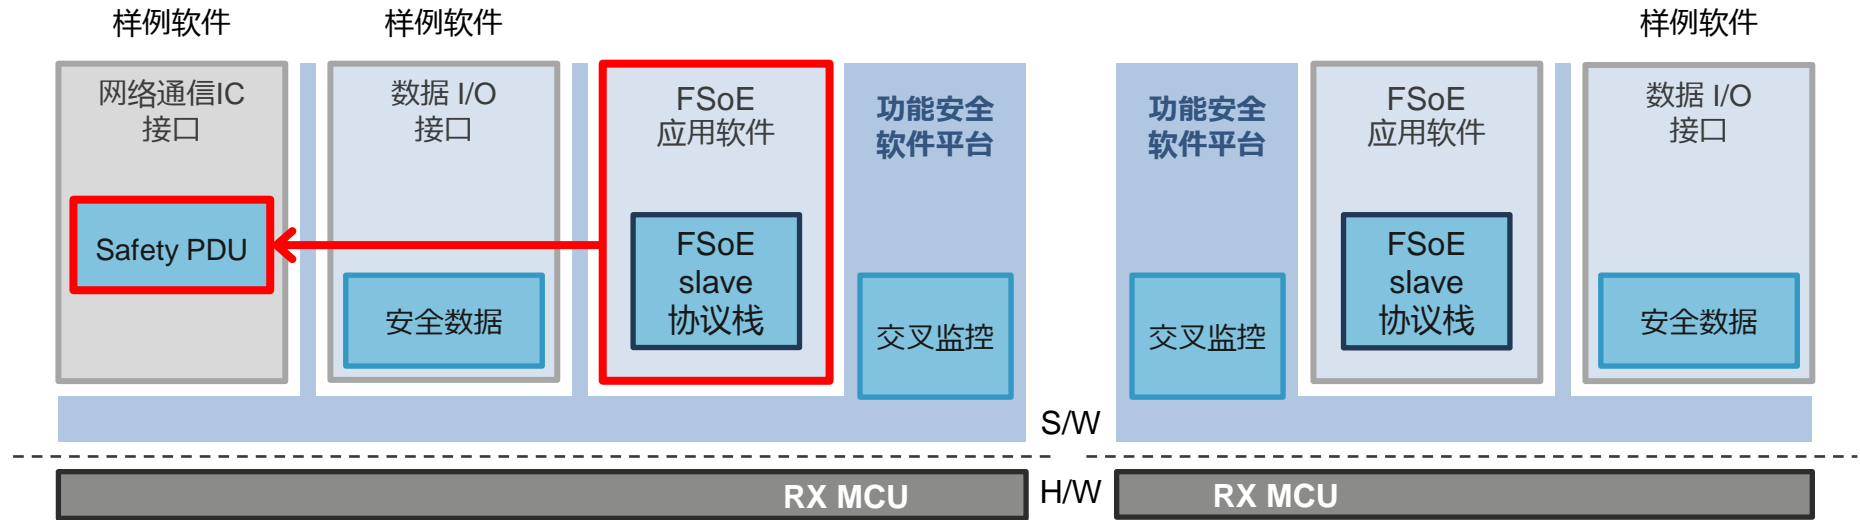 样例软件
样例软件
样例软件
网络通信IC
接口
数据 I/O
接口
FSoE
应用软件
功能安全
软件平台
功能安全
软件平台
FSoE
应用软件
数据 I/O
接口
Safety PDU
安全数据
FSoE
slave
协议栈
交叉监控
交叉监控
FSoE
slave
协议栈
安全数据
S/W
RX MCU
H/W
RX MCU